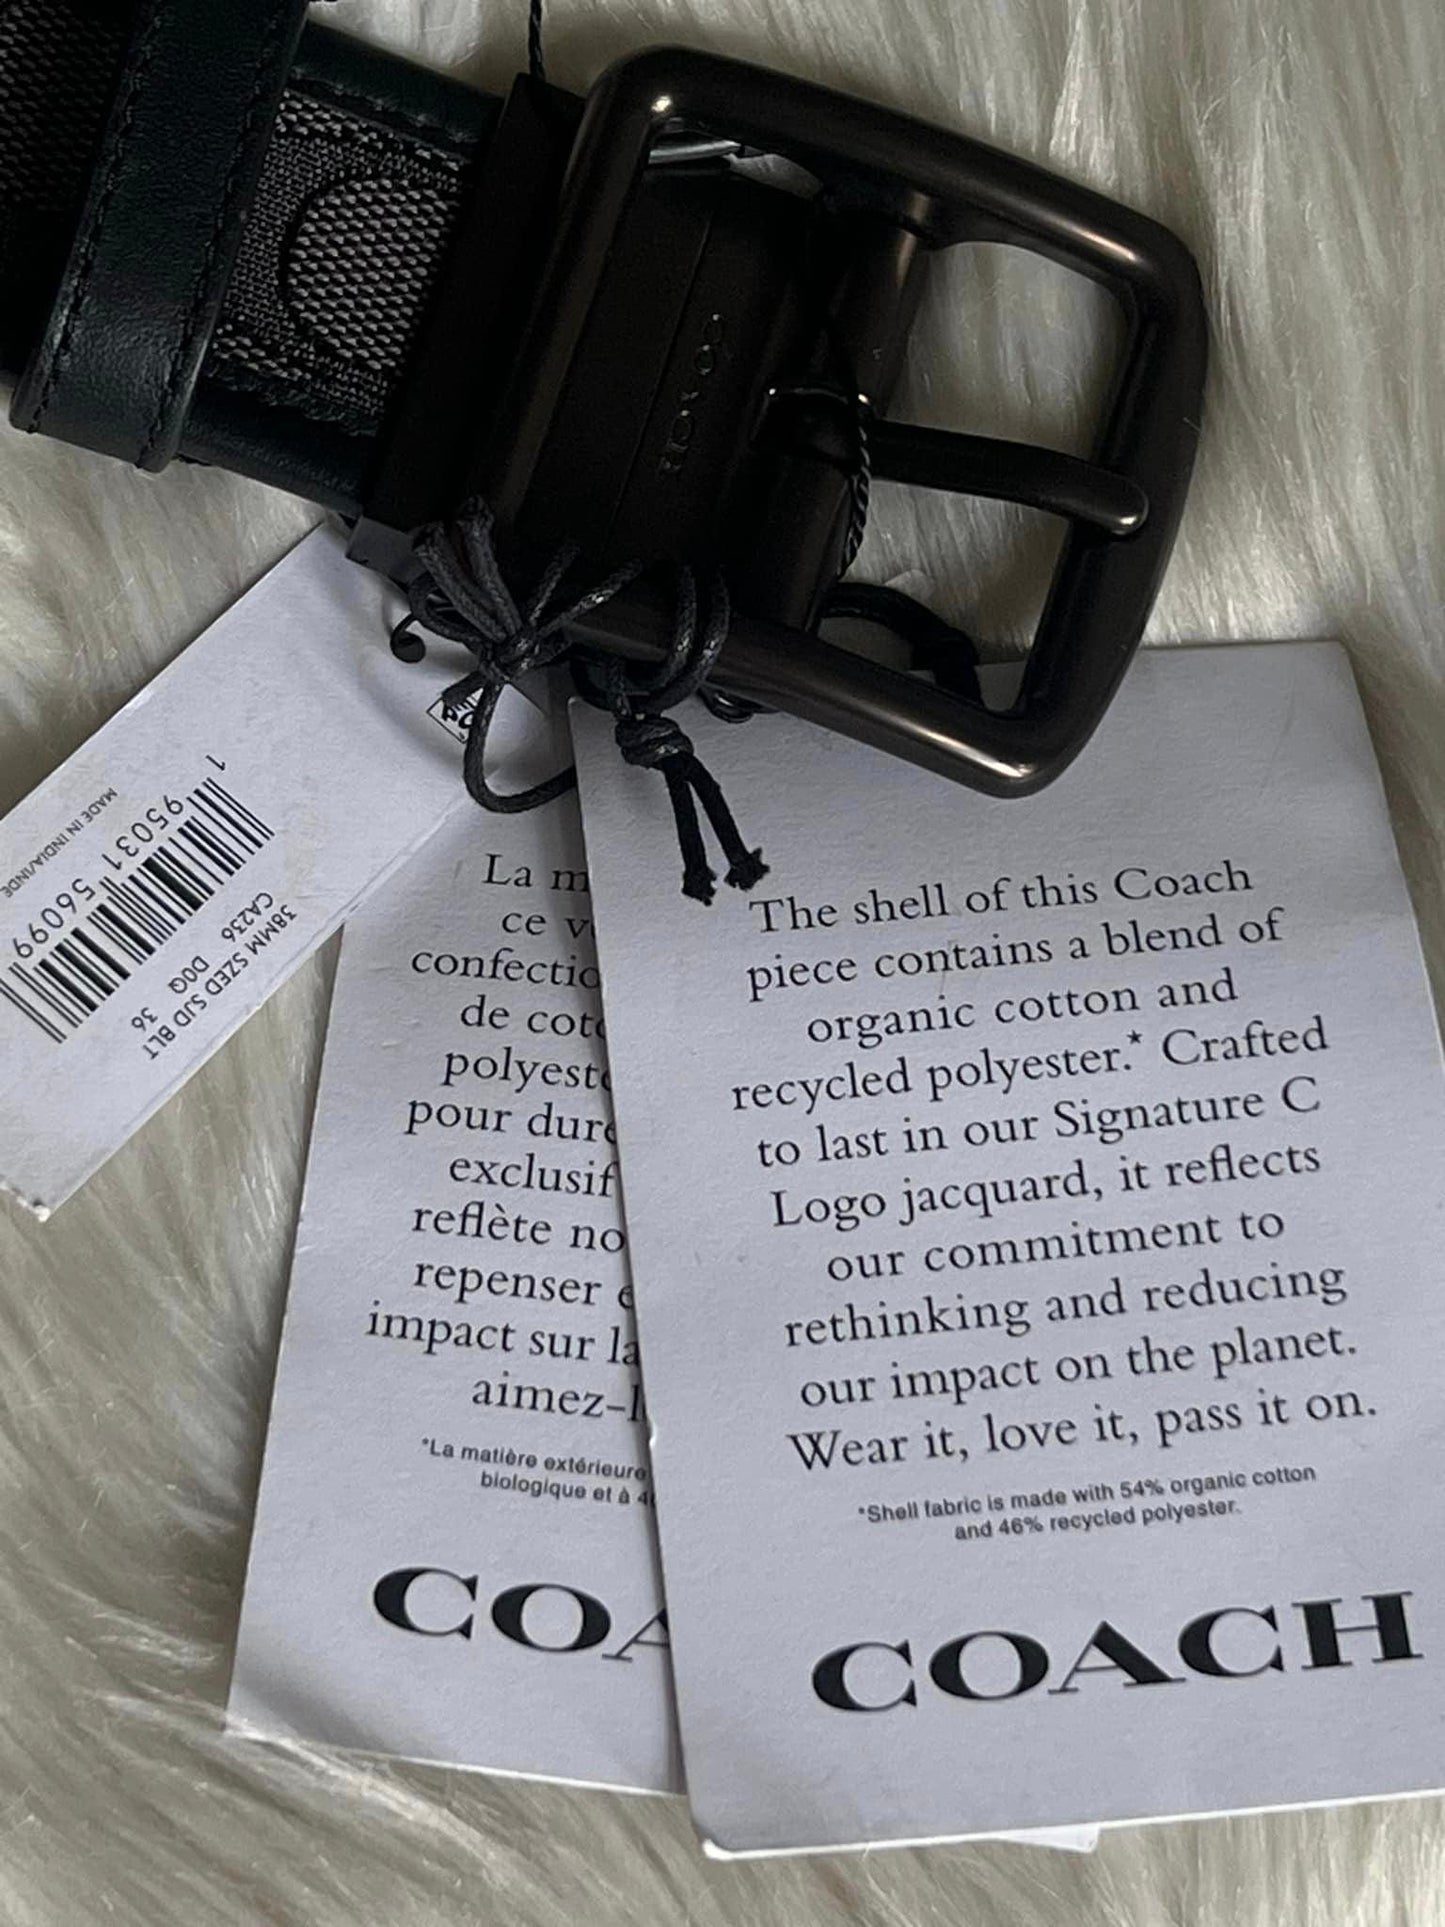 COACH
MADE IN INDIA/INDE
1 95031 56099 9
38MM SZED SJD BLT
CA236
D0Q 36
La m
ce v
confectio
de coto
polyeste
pour dure
exclusif
reflète no
repenser e
impact sur la
aimez-l
*La matière extérieure
biologique et à 4
COA
The shell of this Coach
piece contains a blend of
organic cotton and
recycled polyester.* Crafted
to last in our Signature C
Logo jacquard, it reflects
our commitment to
rethinking and reducing
our impact on the planet.
Wear it, love it, pass it on.
*Shell fabric is made with 54% organic cotton
and 46% recycled polyester.
COACH